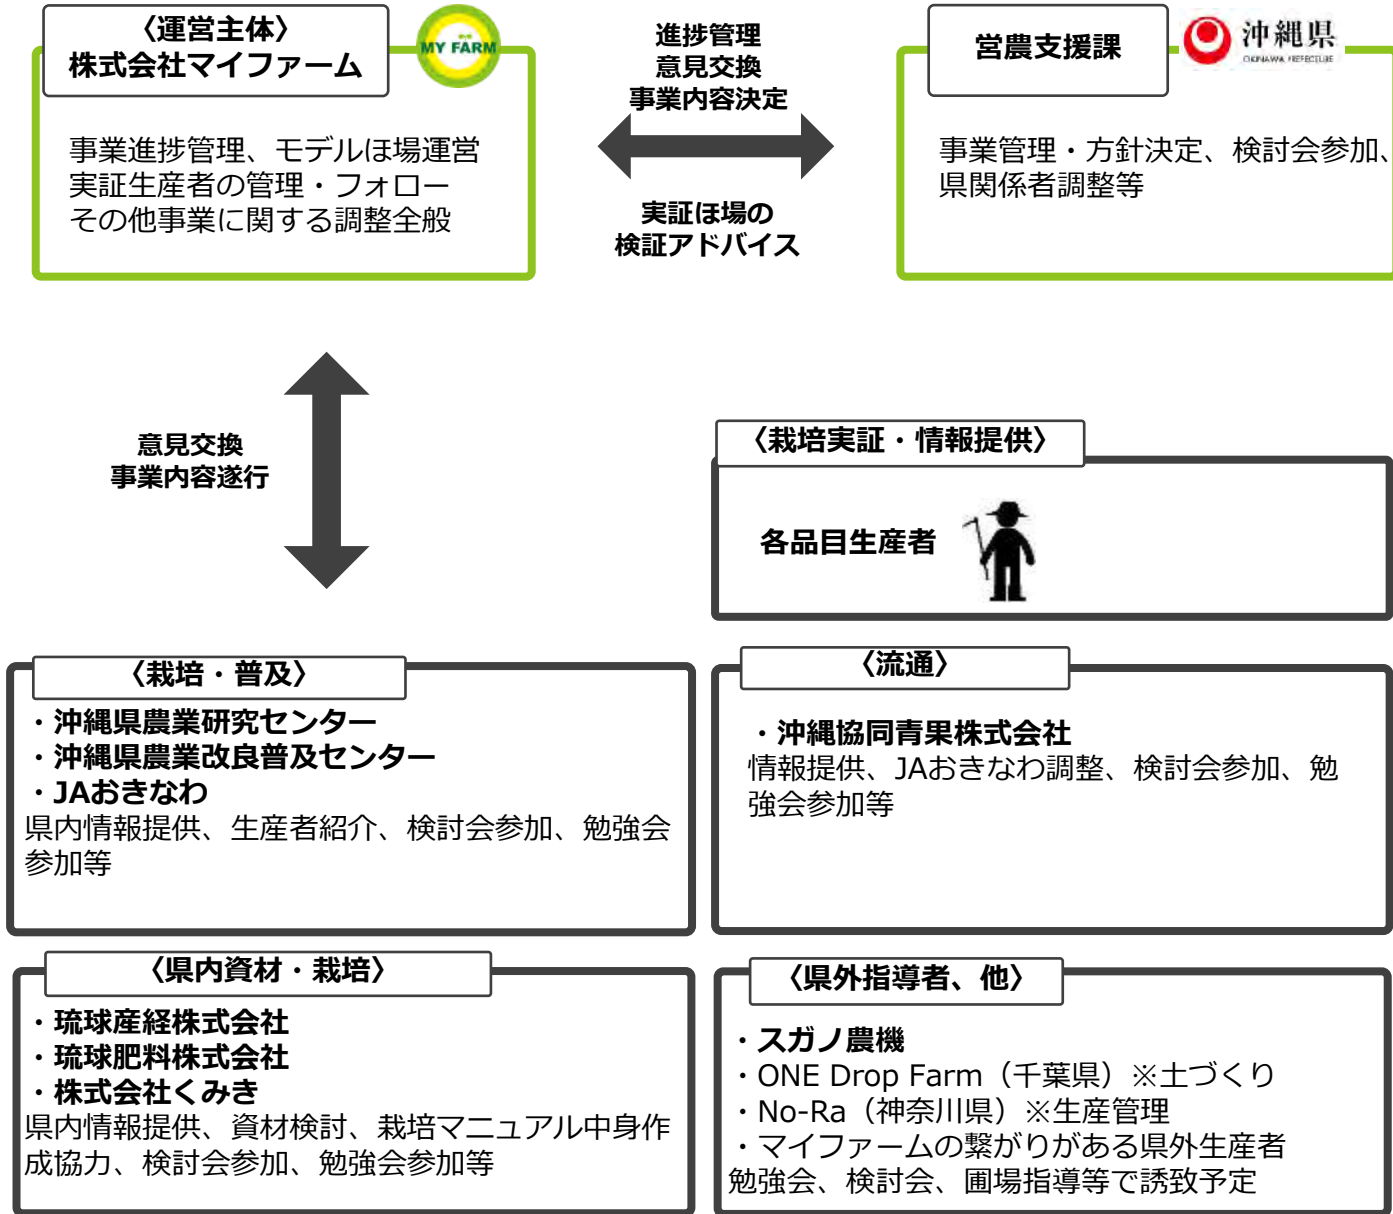 〈運営主体〉
株式会社マイファーム
MY FARM
事業進捗管理、モデルほ場運営
実証生産者の管理・フォロー
その他事業に関する調整全般
進捗管理
意見交換
事業内容決定
実証ほ場の
検証アドバイス
営農支援課
沖縄県
OKINAWA PREFECTURE
事業管理・方針決定、検討会参加、
県関係者調整等
意見交換
事業内容遂行
〈栽培実証・情報提供〉
各品目生産者
〈栽培・普及〉
・沖縄県農業研究センター
・沖縄県農業改良普及センター
・JAおきなわ
県内情報提供、生産者紹介、検討会参加、勉強会
参加等
〈流通〉
・沖縄協同青果株式会社
情報提供、JAおきなわ調整、検討会参加、勉
強会参加等
〈県内資材・栽培〉
・琉球産経株式会社
・琉球肥料株式会社
・株式会社くみき
県内情報提供、資材検討、栽培マニュアル中身作
成協力、検討会参加、勉強会参加等
〈県外指導者、他〉
・スガノ農機
・ONE Drop Farm（千葉県）※土づくり
・No-Ra（神奈川県）※生産管理
・マイファームの繋がりがある県外生産者
勉強会、検討会、圃場指導等で誘致予定